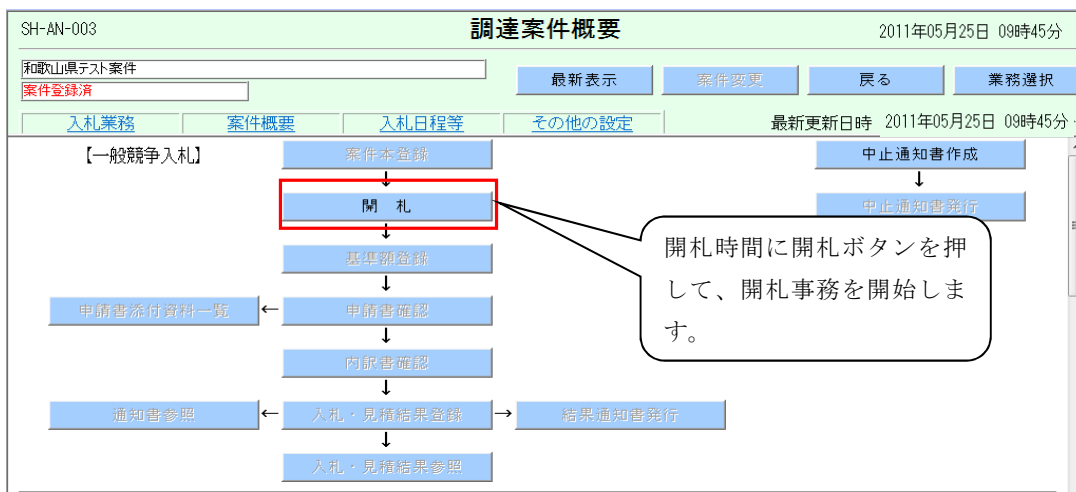 SH-AN-003 調達案件概要 2011年05月25日 09時45分
和歌山県テスト案件
案件登録済
最新表示 案件変更 戻る 業務選択
入札業務 案件概要 入札日程等 その他の設定 最新更新日時 2011年05月25日 09時45分
【一般競争入札】 案件本登録 中止通知書作成
↓ ↓
開 札 中止通知書発行
↓
開札時間に開札ボタンを押
して、開札事務を開始しま
す。
基準額登録
↓
申請書添付資料一覧 ← 申請書確認
↓
内訳書確認
↓
通知書参照 ← 入札・見積結果登録 → 結果通知書発行
↓
入札・見積結果参照